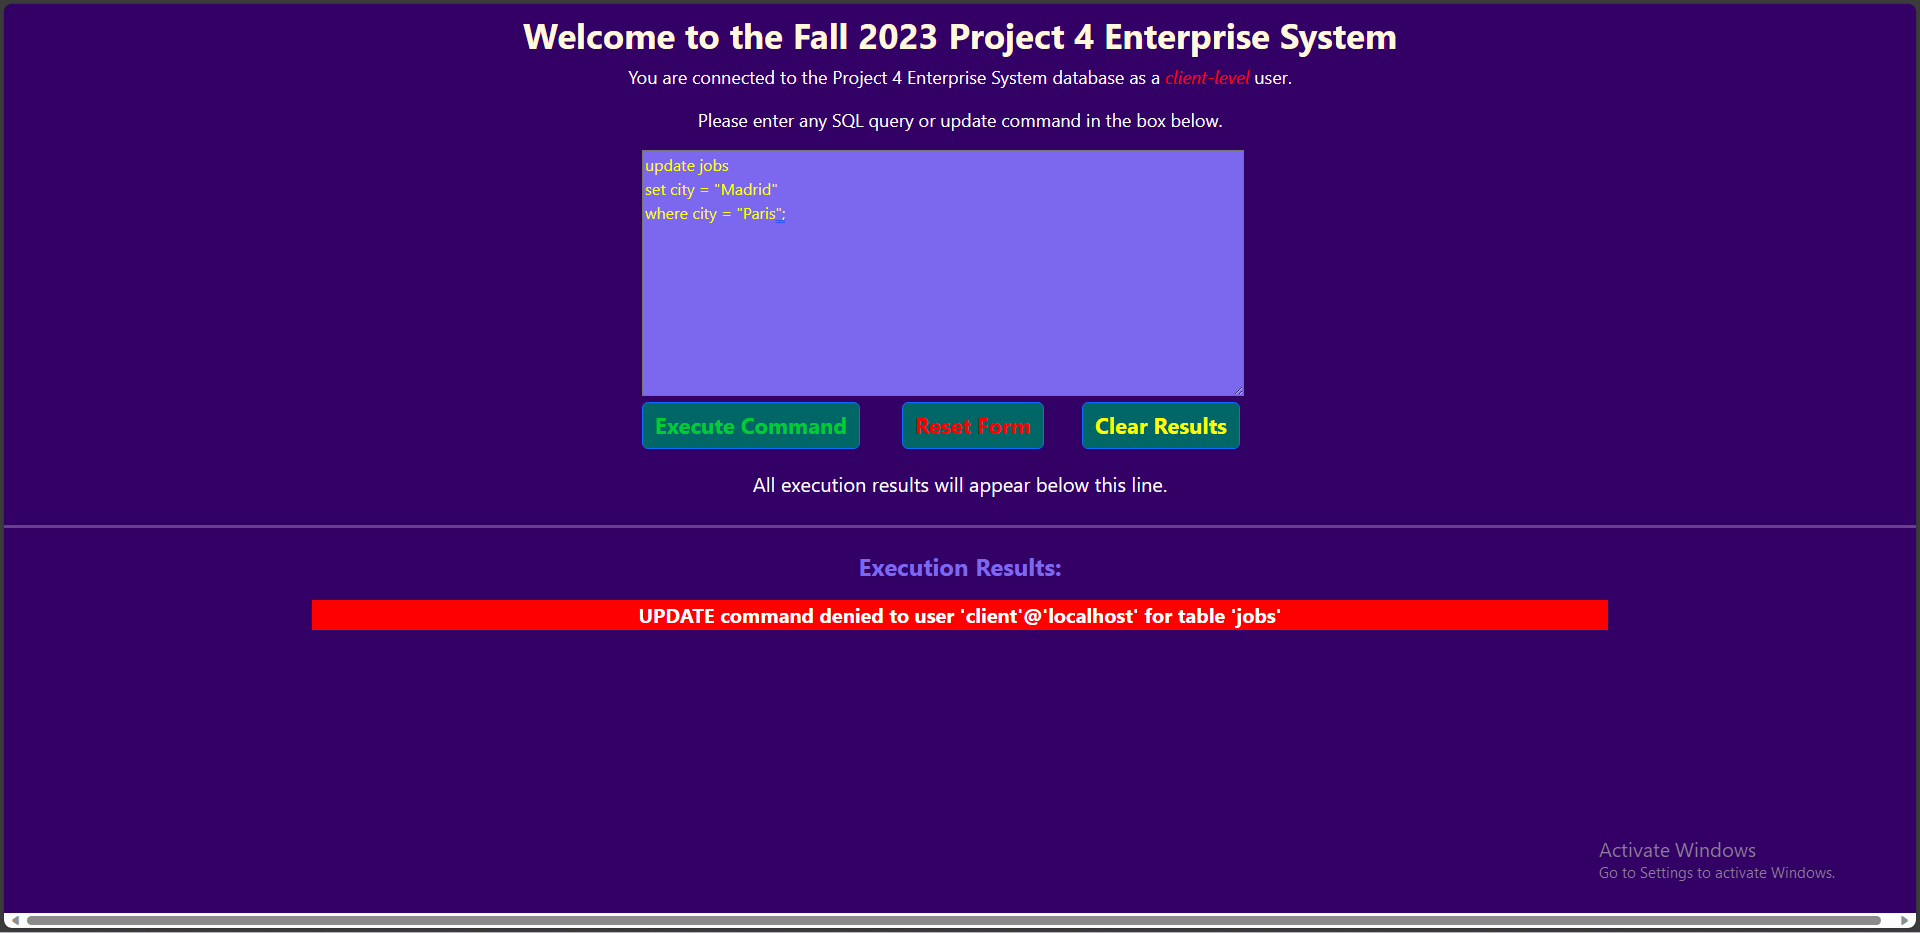 Welcome to the Fall 2023 Project 4 Enterprise System
You are connected to the Project 4 Enterprise System database as a client-level user.
Please enter any SQL query or update command in the box below.
update jobs
set city = "Madrid"
where city = "Paris";
Execute Command
Reset Form
Clear Results
All execution results will appear below this line.
Execution Results:
UPDATE command denied to user 'client'@'localhost' for table 'jobs'
Activate Windows
Go to Settings to activate Windows.